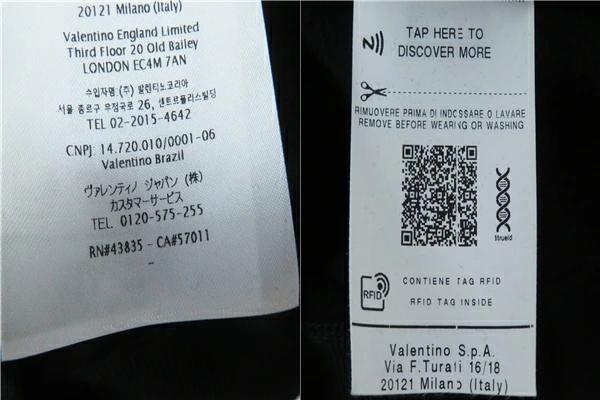 20121 Milano (Italy)
Valentino England Limited
Third Floor 20 Old Bailey
LONDON EC4M 7AN
수입자명: (주) 발렌티노코리아
서울 종로구 우정국로 26, 센트로폴리스빌딩
TEL 02-2015-4642
CNPJ: 14.720.010/0001-06
Valentino Brazil
ヴァレンティノ ジャパン (株)
カスタマーサービス
TEL. 0120-575-255
RN#43835 - CA#57011
-
TAP HERE TO
DISCOVER MORE
RIMUOVERE PRIMA DI INDOSSARE O LAVARE
REMOVE BEFORE WEARING OR WASHING
titrueid
RFID
CONTIENE TAG RFID
RFID TAG INSIDE
Valentino S.p.A.
Via F.Turati 16/18
20121 Milano (Italy)